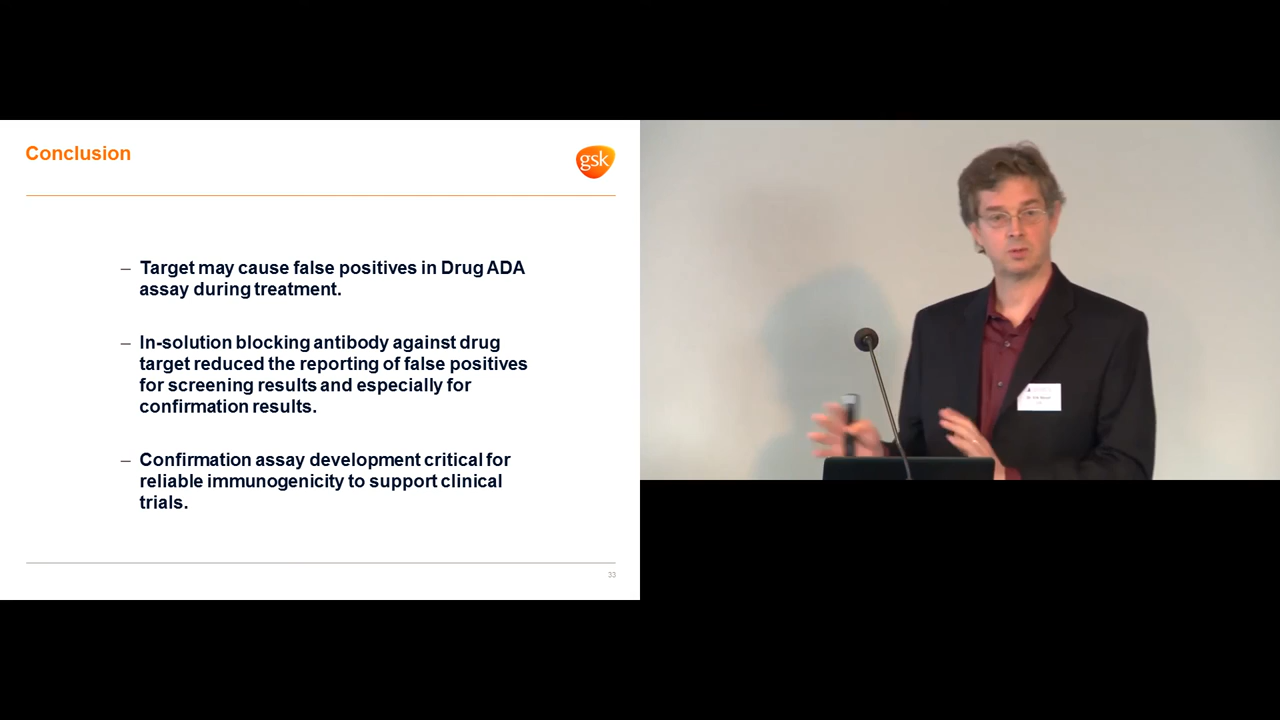 Conclusion
gsk
– Target may cause false positives in Drug ADA
assay during treatment.
– In-solution blocking antibody against drug
target reduced the reporting of false positives
for screening results and especially for
confirmation results.
– Confirmation assay development critical for
reliable immunogenicity to support clinical
trials.
33